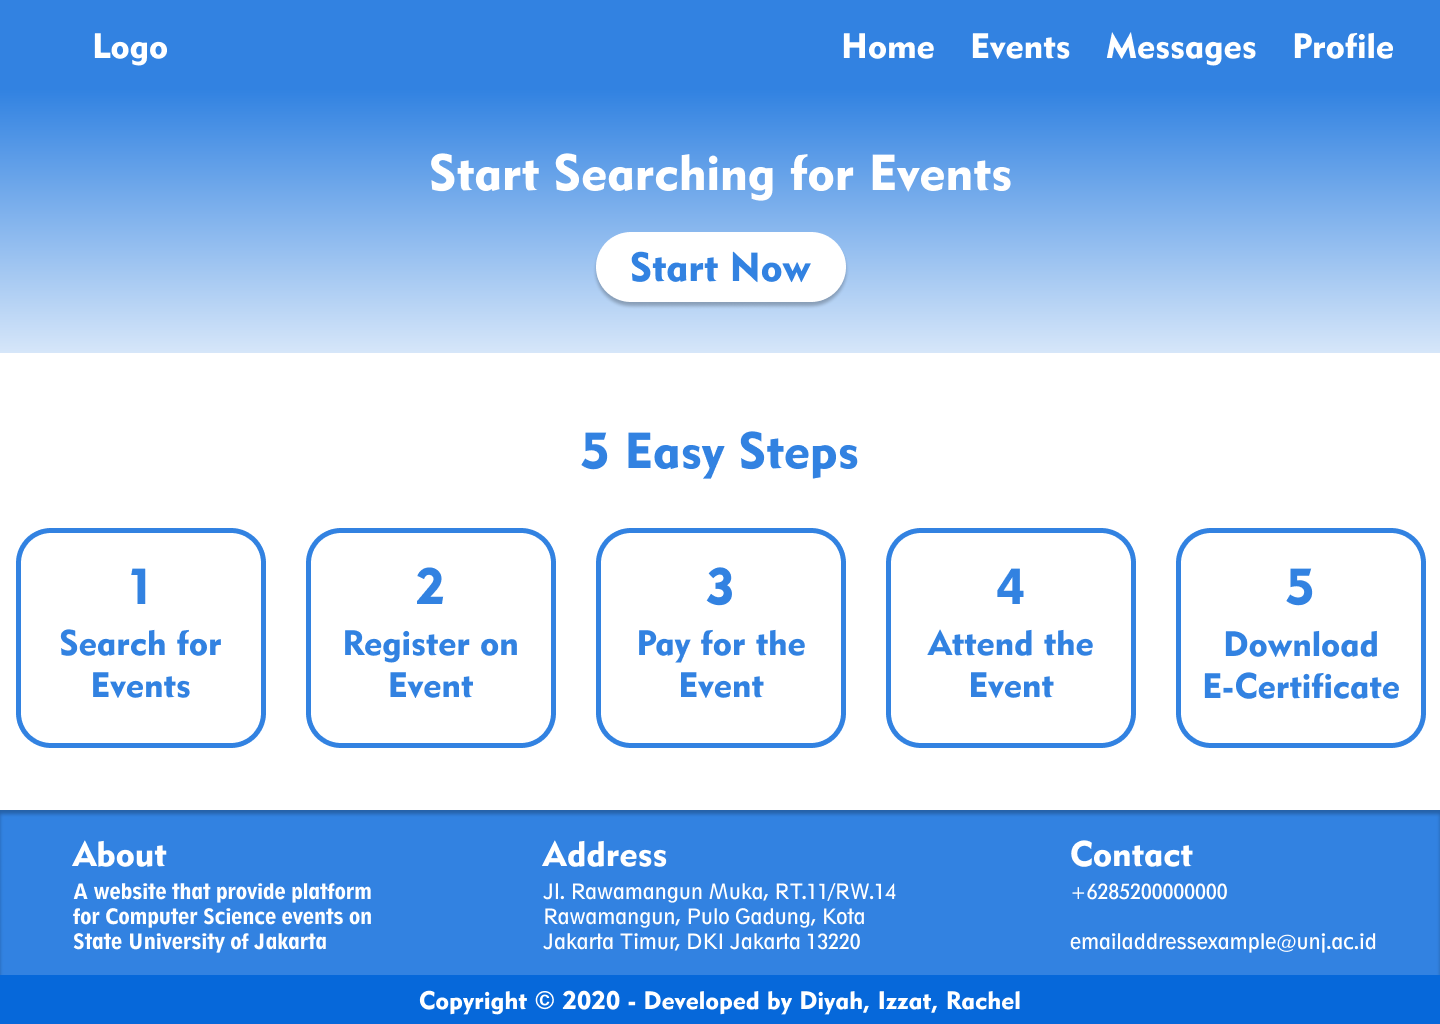 Logo
Home Events Messages Profile
Start Searching for Events
Start Now
5 Easy Steps
1
Search for
Events
2
Register on
Event
3
Pay for the
Event
4
Attend the
Event
5
Download
E-Certificate
About
A website that provide platform
for Computer Science events on
State University of Jakarta
Address
Jl. Rawamangun Muka, RT.11/RW.14
Rawamangun, Pulo Gadung, Kota
Jakarta Timur, DKI Jakarta 13220
Contact
+6285200000000
emailaddressexample@unj.ac.id
Copyright © 2020 - Developed by Diyah, Izzat, Rachel